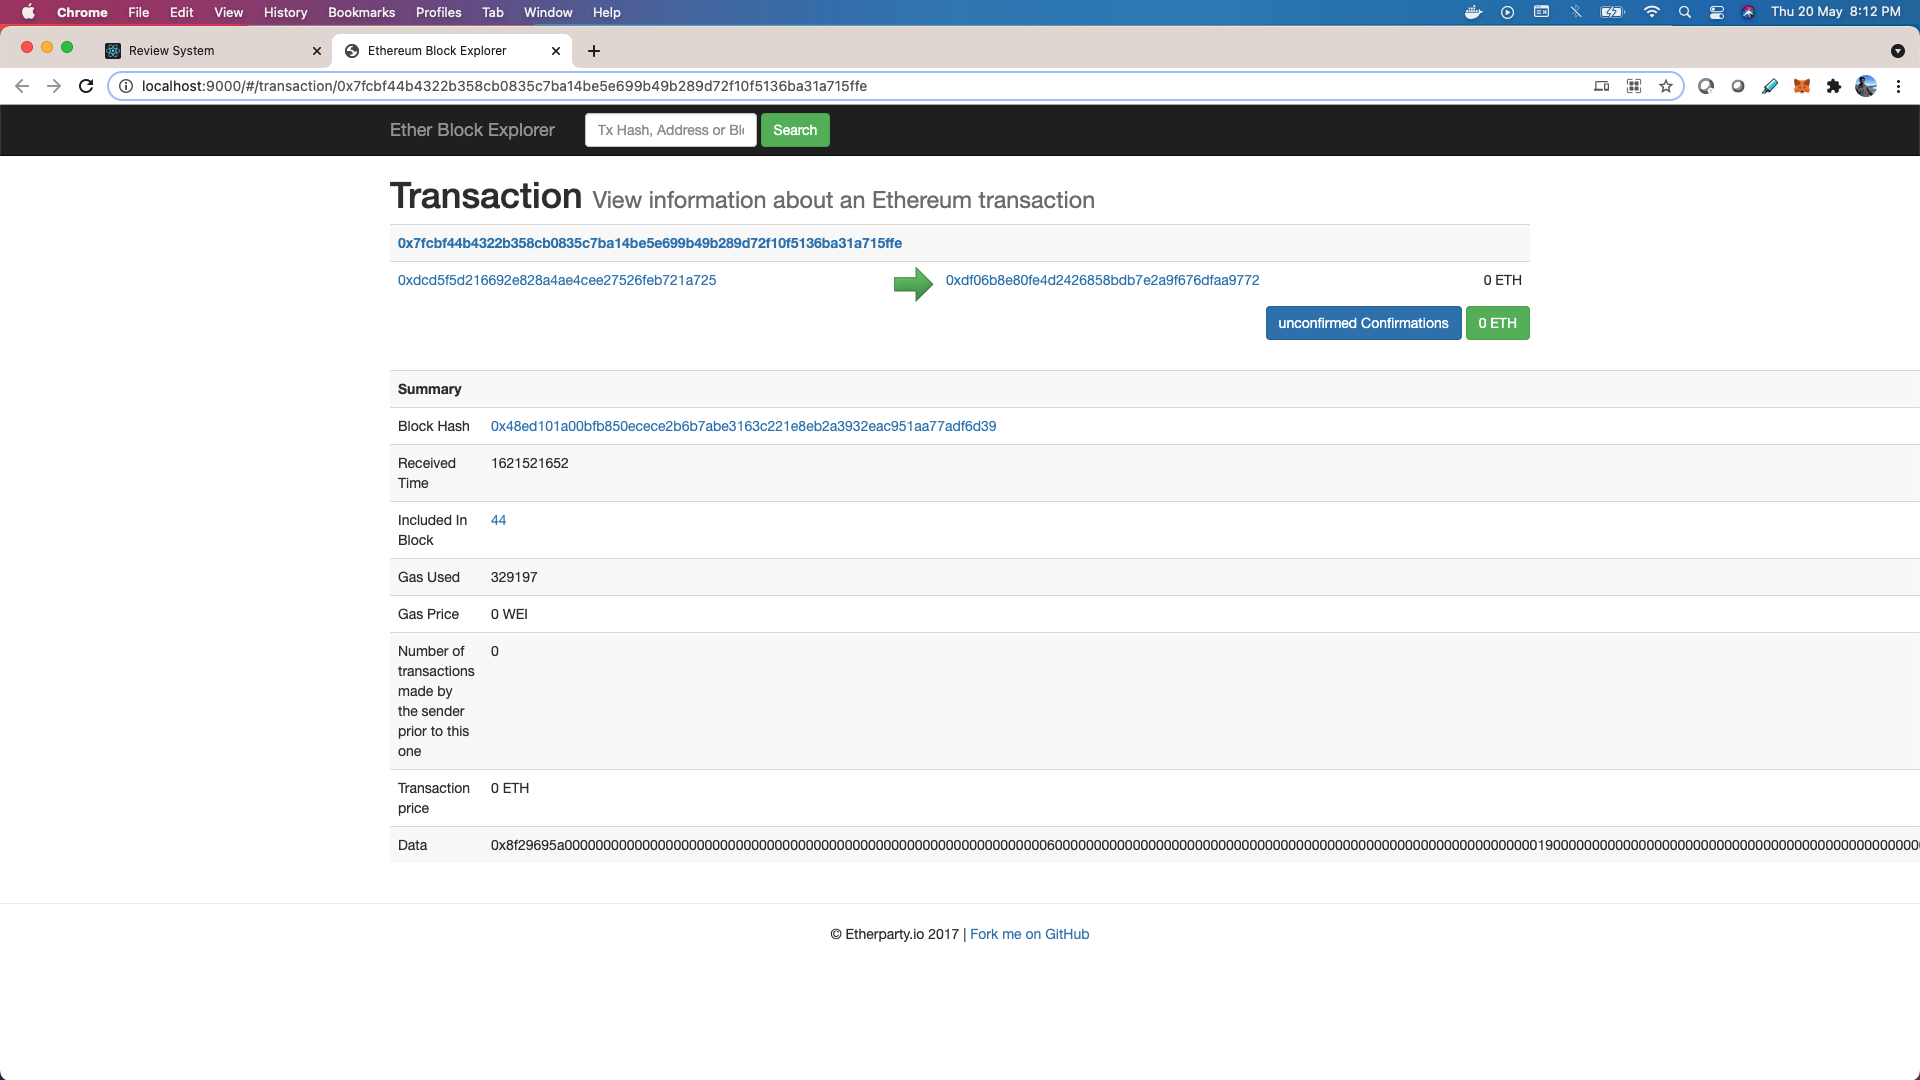 Chrome File Edit View History Bookmarks Profiles Tab Window Help Thu 20 May 8:12 PM
Review System Ethereum Block Explorer
localhost:9000/#/transaction/0x7fcbf44b4322b358cb0835c7ba14be5e699b49b289d72f10f5136ba31a715ffe
Ether Block Explorer Tx Hash, Address or Blo Search
Transaction View information about an Ethereum transaction
0x7fcbf44b4322b358cb0835c7ba14be5e699b49b289d72f10f5136ba31a715ffe
0xdcd5f5d216692e828a4ae4cee27526feb721a725 0xdf06b8e80fe4d2426858bdb7e2a9f676dfaa9772 0 ETH
unconfirmed Confirmations 0 ETH
Summary
Block Hash 0x48ed101a00bfb850ecece2b6b7abe3163c221e8eb2a3932eac951aa77adf6d39
Received
Time
1621521652
Included In
Block
44
Gas Used 329197
Gas Price 0 WEI
Number of
transactions
made by
the sender
prior to this
one
0
Transaction
price
0 ETH
Data
© Etherparty.io 2017 | Fork me on GitHub